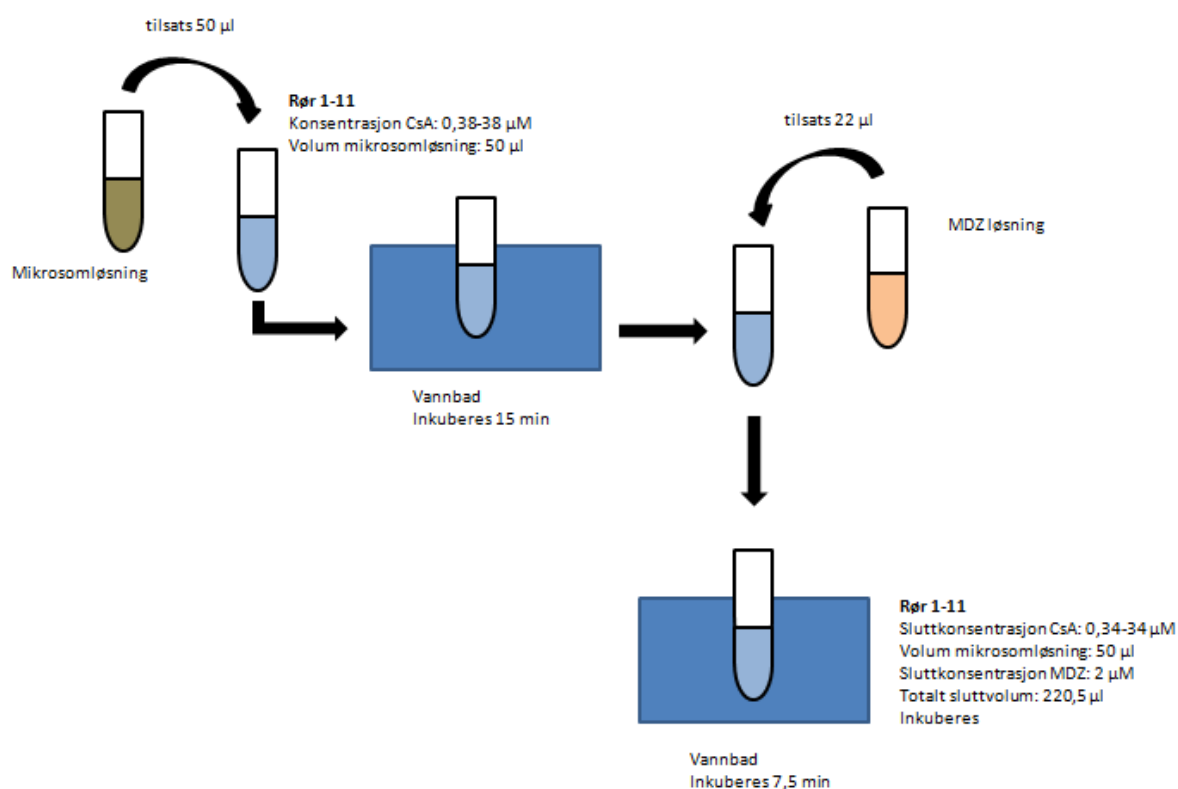 tilsats 50 µl
Rør 1-11
Konsentrasjon CsA: 0,38-38 µM
Volum mikrosomløsning: 50 µl
Mikrosomløsning
Vannbad
Inkuberes 15 min
tilsats 22 µl
MDZ løsning
Rør 1-11
Sluttkonsentrasjon CsA: 0,34-34 µM
Volum mikrosomløsning: 50 µl
Sluttkonsentrasjon MDZ: 2 µM
Totalt sluttvolum: 220,5 µl
Inkuberes
Vannbad
Inkuberes 7,5 min